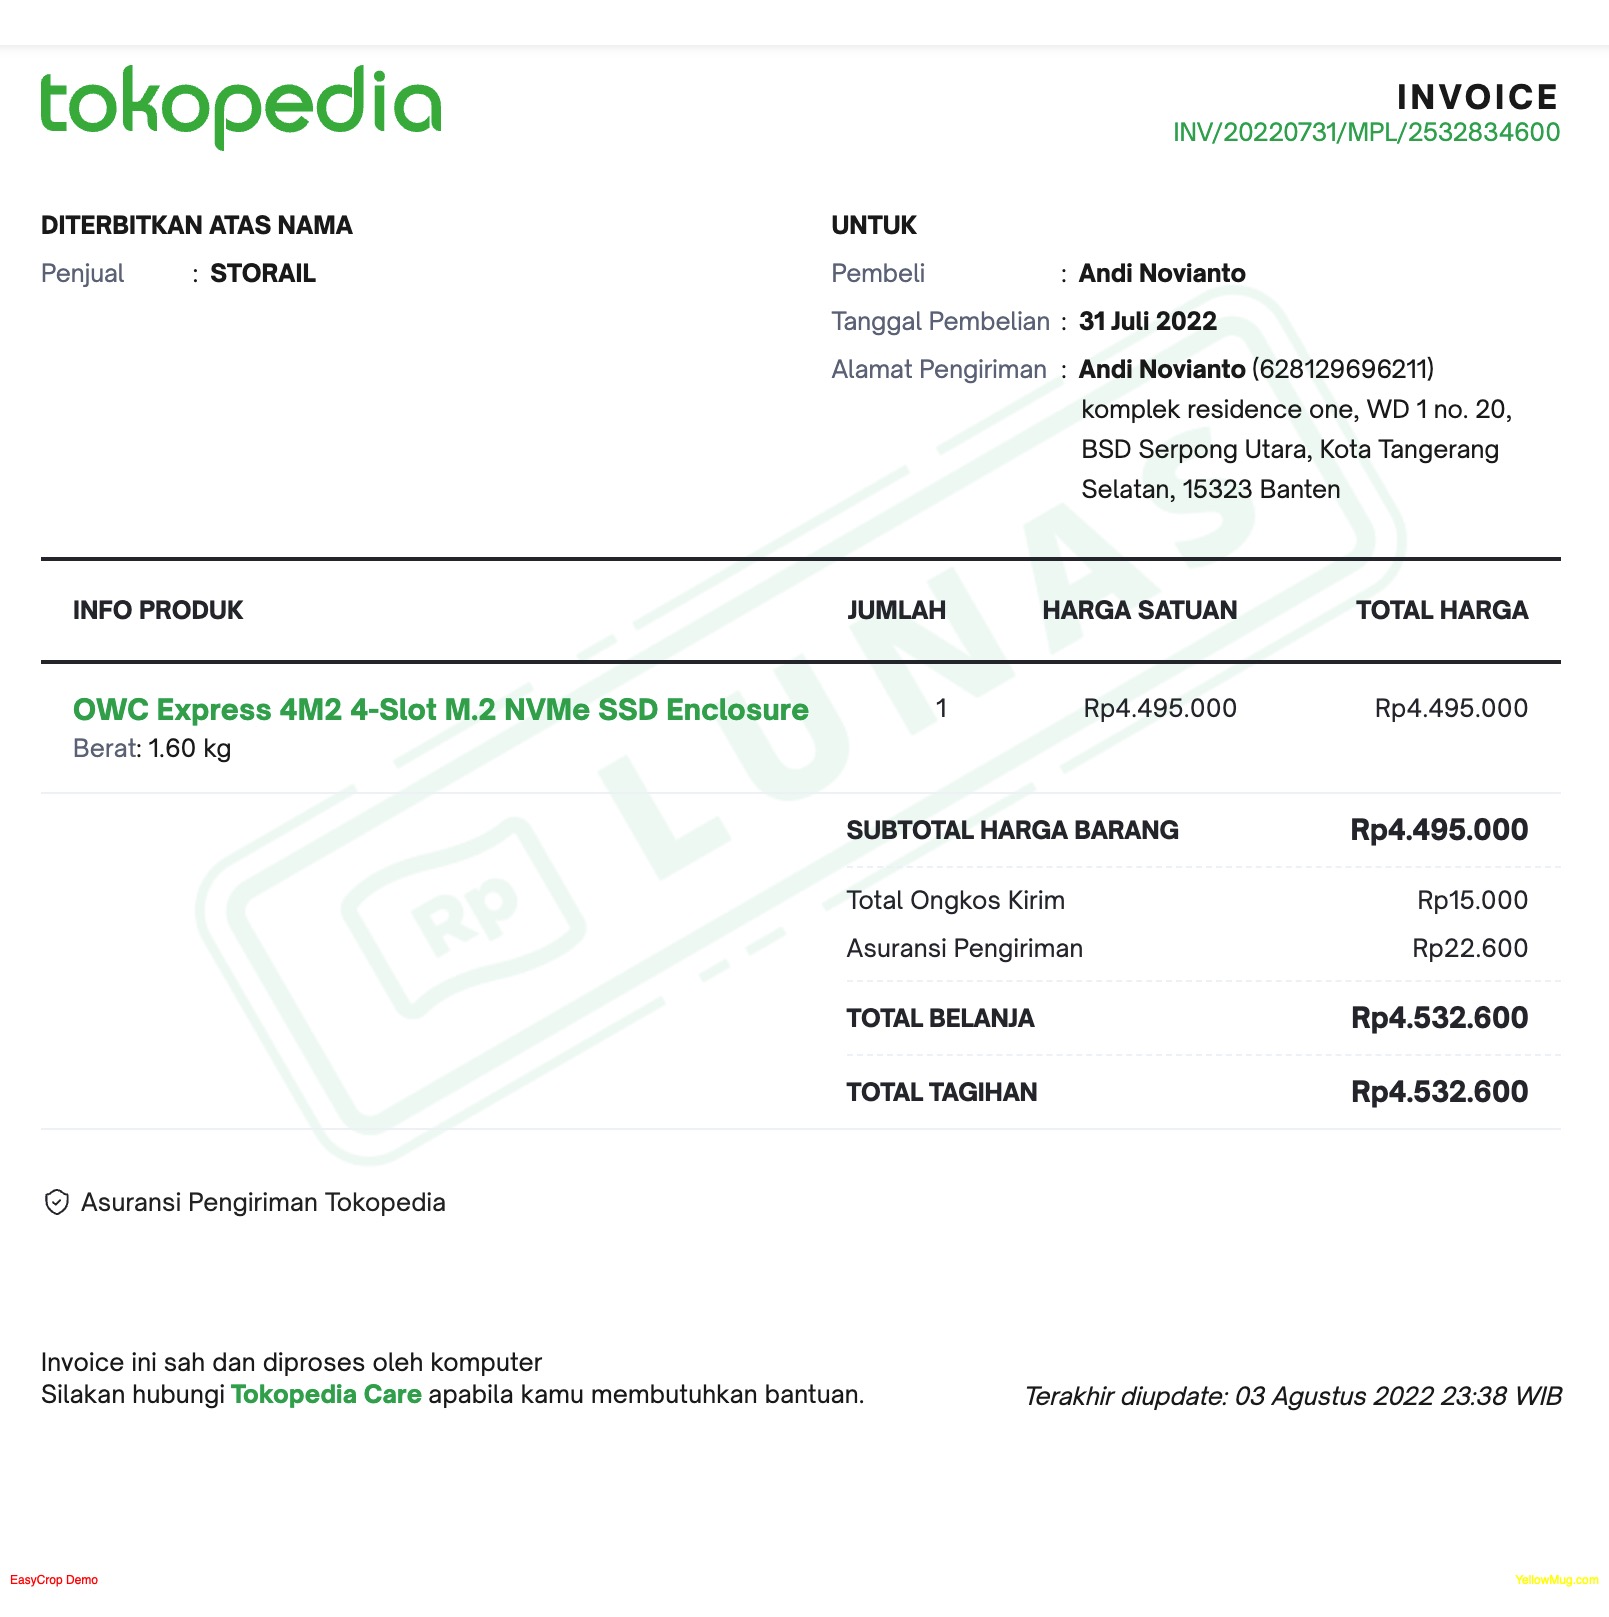 tokopedia
INVOICE
INV/20220731/MPL/2532834600
DITERBITKAN ATAS NAMA
Penjual : STORAIL
UNTUK
Pembeli : Andi Novianto
Tanggal Pembelian : 31 Juli 2022
Alamat Pengiriman : Andi Novianto (628129696211)
komplek residence one, WD 1 no. 20,
BSD Serpong Utara, Kota Tangerang
Selatan, 15323 Banten
INFO PRODUK JUMLAH HARGA SATUAN TOTAL HARGA
OWC Express 4M2 4-Slot M.2 NVMe SSD Enclosure 1 Rp4.495.000 Rp4.495.000
Berat: 1.60 kg
Rp LUNAS
SUBTOTAL HARGA BARANG Rp4.495.000
Total Ongkos Kirim Rp15.000
Asuransi Pengiriman Rp22.600
TOTAL BELANJA Rp4.532.600
TOTAL TAGIHAN Rp4.532.600
Asuransi Pengiriman Tokopedia
Invoice ini sah dan diproses oleh komputer
Silakan hubungi Tokopedia Care apabila kamu membutuhkan bantuan.
Terakhir diupdate: 03 Agustus 2022 23:38 WIB
EasyCrop Demo
YellowMug.com